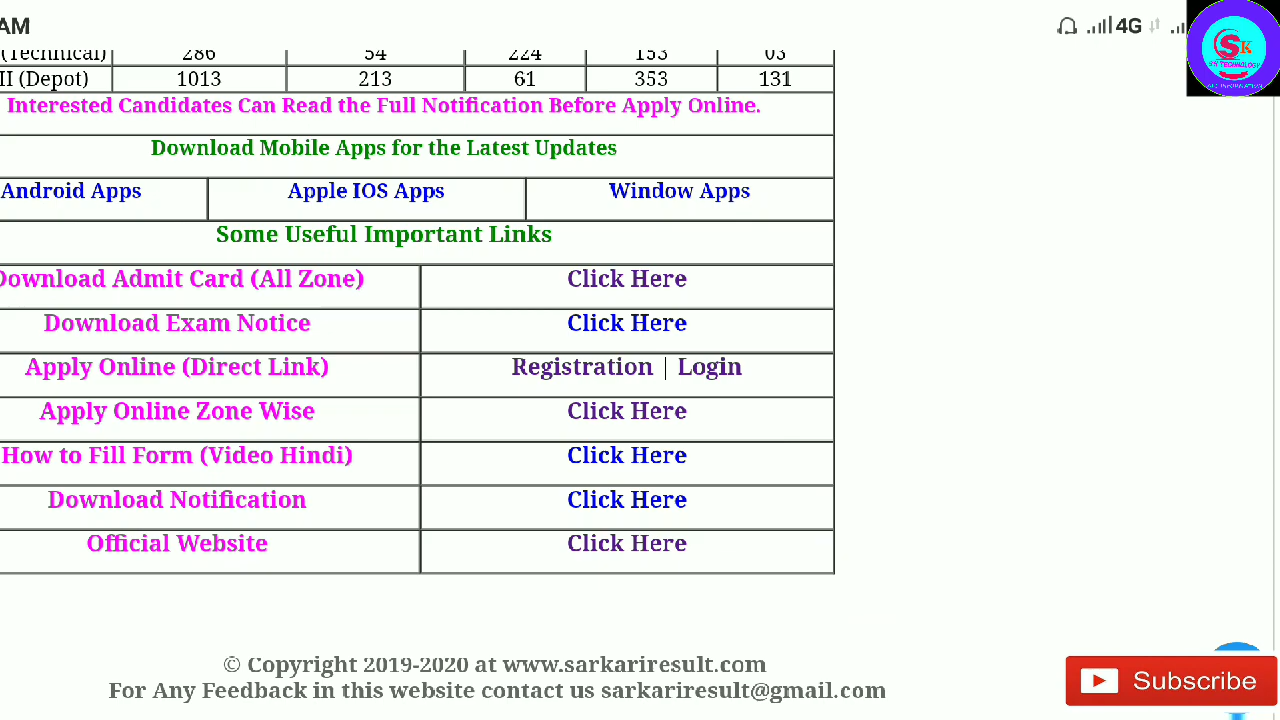 AM
4G
(Technical) 286 54 224 153 03
II (Depot) 1013 213 61 353 131
Interested Candidates Can Read the Full Notification Before Apply Online.
Download Mobile Apps for the Latest Updates
Android Apps Apple IOS Apps Window Apps
Some Useful Important Links
Download Admit Card (All Zone) Click Here
Download Exam Notice Click Here
Apply Online (Direct Link) Registration | Login
Apply Online Zone Wise Click Here
How to Fill Form (Video Hindi) Click Here
Download Notification Click Here
Official Website Click Here
© Copyright 2019-2020 at www.sarkariresult.com
For Any Feedback in this website contact us sarkariresult@gmail.com
SK
SK TECHNOLOGY
Subscribe